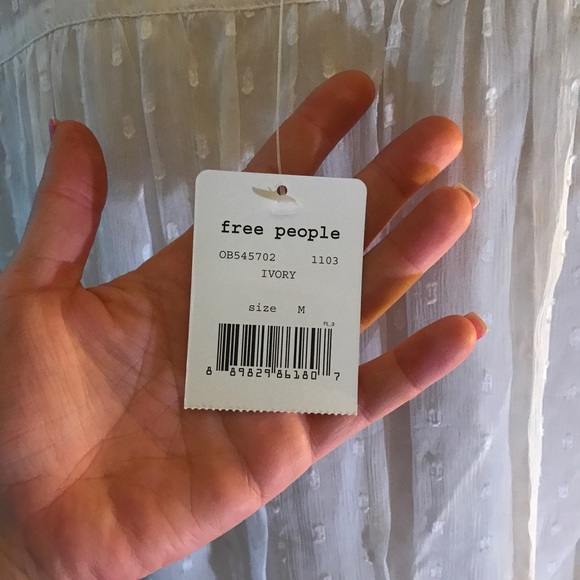 free people
OB545702 1103
IVORY
size M
8 89829 86180 7